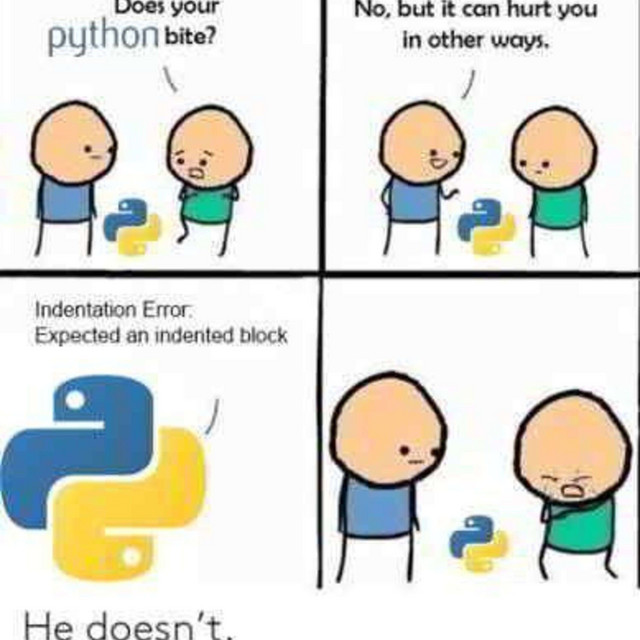 Does your
python bite?
No, but it can hurt you
in other ways.
Indentation Error:
Expected an indented block
He doesn't.